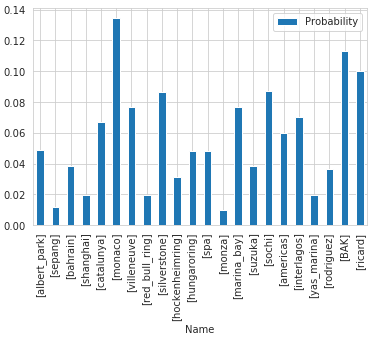 0.14
0.12
0.10
0.08
0.06
0.04
0.02
0.00
Probability
[albert_park]
[sepang]
[bahrain]
[shanghai]
[catalunya]
[monaco]
[villeneuve]
[red_bull_ring]
[silverstone]
[hockenheimring]
[hungaroring]
[spa]
[monza]
[marina_bay]
[suzuka]
[sochi]
[americas]
[interlagos]
[yas_marina]
[rodriguez]
[BAK]
[ricard]
Name